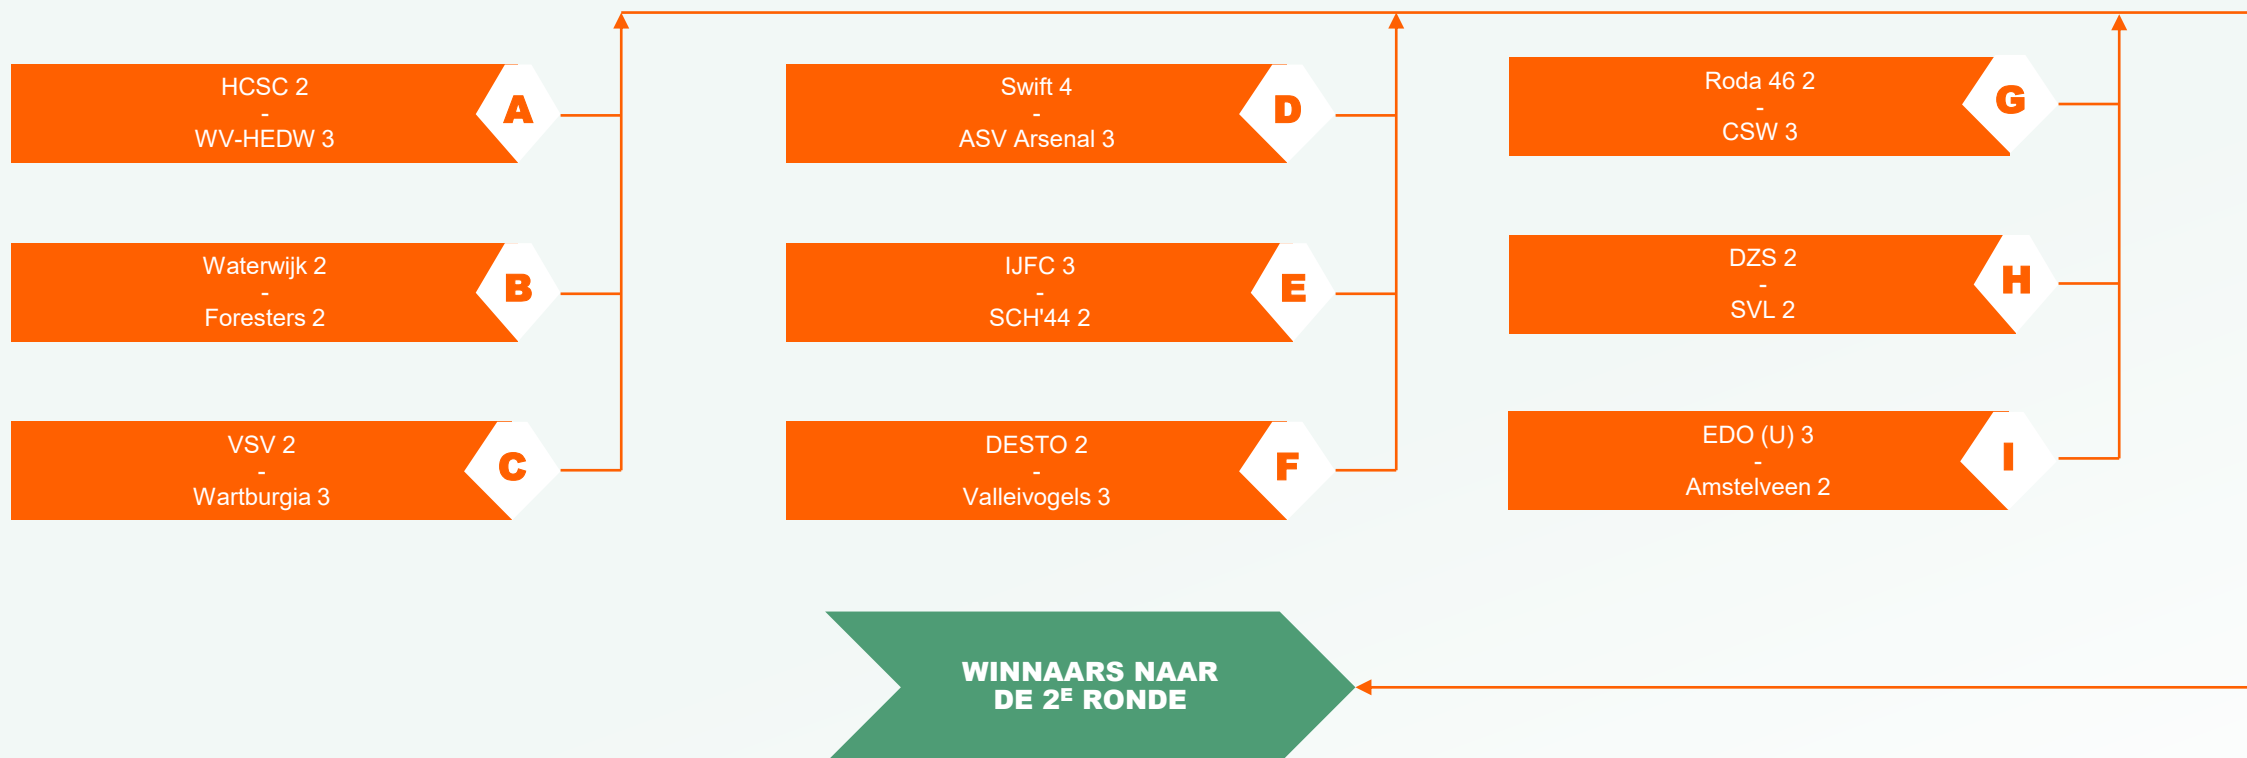 HCSC 2
-
WV-HEDW 3
A
Waterwijk 2
-
Foresters 2
B
VSV 2
-
Wartburgia 3
C
Swift 4
-
ASV Arsenal 3
D
IJFC 3
-
SCH'44 2
E
DESTO 2
-
Valleivogels 3
F
Roda 46 2
-
CSW 3
G
DZS 2
-
SVL 2
H
EDO (U) 3
-
Amstelveen 2
I
WINNAARS NAAR
DE 2E RONDE